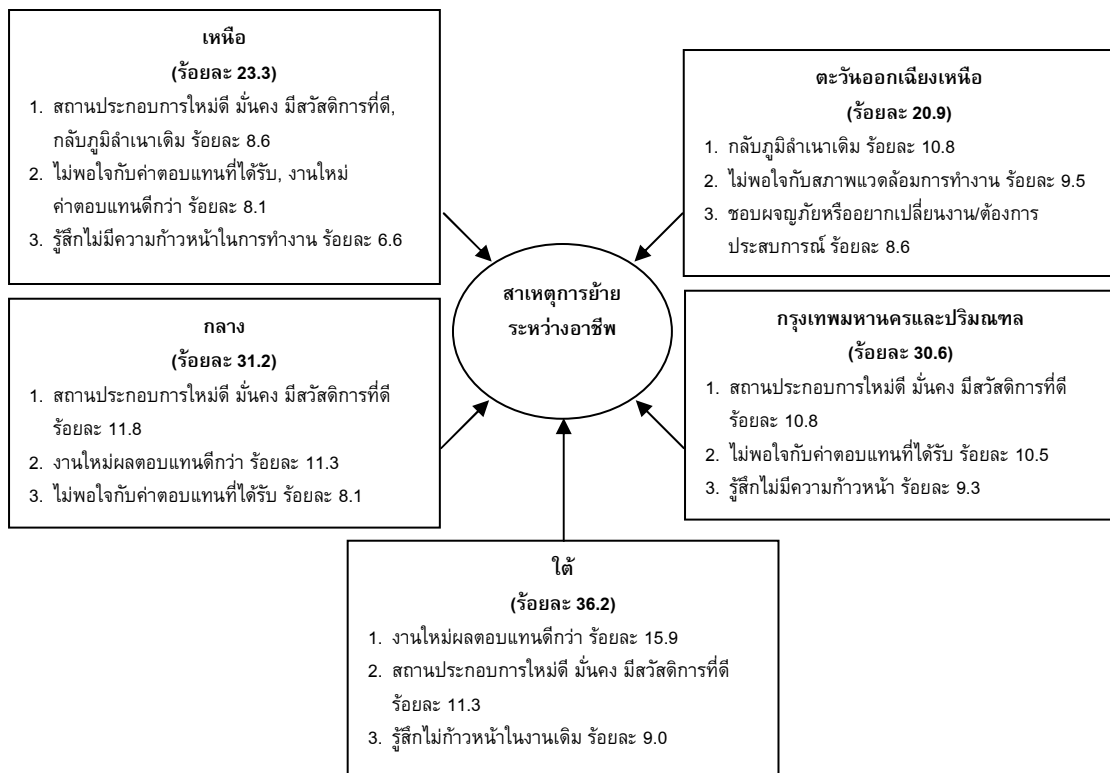 เหนือ
(ร้อยละ 23.3)
1. สถานประกอบการใหม่ดี มั่นคง มีสวัสดิการที่ดี,
กลับภูมิลำเนาเดิม ร้อยละ 8.6
2. ไม่พอใจกับค่าตอบแทนที่ได้รับ, งานใหม่
ค่าตอบแทนดีกว่า ร้อยละ 8.1
3. รู้สึกไม่มีความก้าวหน้าในการทำงาน ร้อยละ 6.6
ตะวันออกเฉียงเหนือ
(ร้อยละ 20.9)
1. กลับภูมิลำเนาเดิม ร้อยละ 10.8
2. ไม่พอใจกับสภาพแวดล้อมการทำงาน ร้อยละ 9.5
3. ชอบผจญภัยหรืออยากเปลี่ยนงาน/ต้องการ
ประสบการณ์ ร้อยละ 8.6
สาเหตุการย้าย
ระหว่างอาชีพ
กลาง
(ร้อยละ 31.2)
1. สถานประกอบการใหม่ดี มั่นคง มีสวัสดิการที่ดี
ร้อยละ 11.8
2. งานใหม่ผลตอบแทนดีกว่า ร้อยละ 11.3
3. ไม่พอใจกับค่าตอบแทนที่ได้รับ ร้อยละ 8.1
กรุงเทพมหานครและปริมณฑล
(ร้อยละ 30.6)
1. สถานประกอบการใหม่ดี มั่นคง มีสวัสดิการที่ดี
ร้อยละ 10.8
2. ไม่พอใจกับค่าตอบแทนที่ได้รับ ร้อยละ 10.5
3. รู้สึกไม่มีความก้าวหน้า ร้อยละ 9.3
ใต้
(ร้อยละ 36.2)
1. งานใหม่ผลตอบแทนดีกว่า ร้อยละ 15.9
2. สถานประกอบการใหม่ดี มั่นคง มีสวัสดิการที่ดี
ร้อยละ 11.3
3. รู้สึกไม่ก้าวหน้าในงานเดิม ร้อยละ 9.0